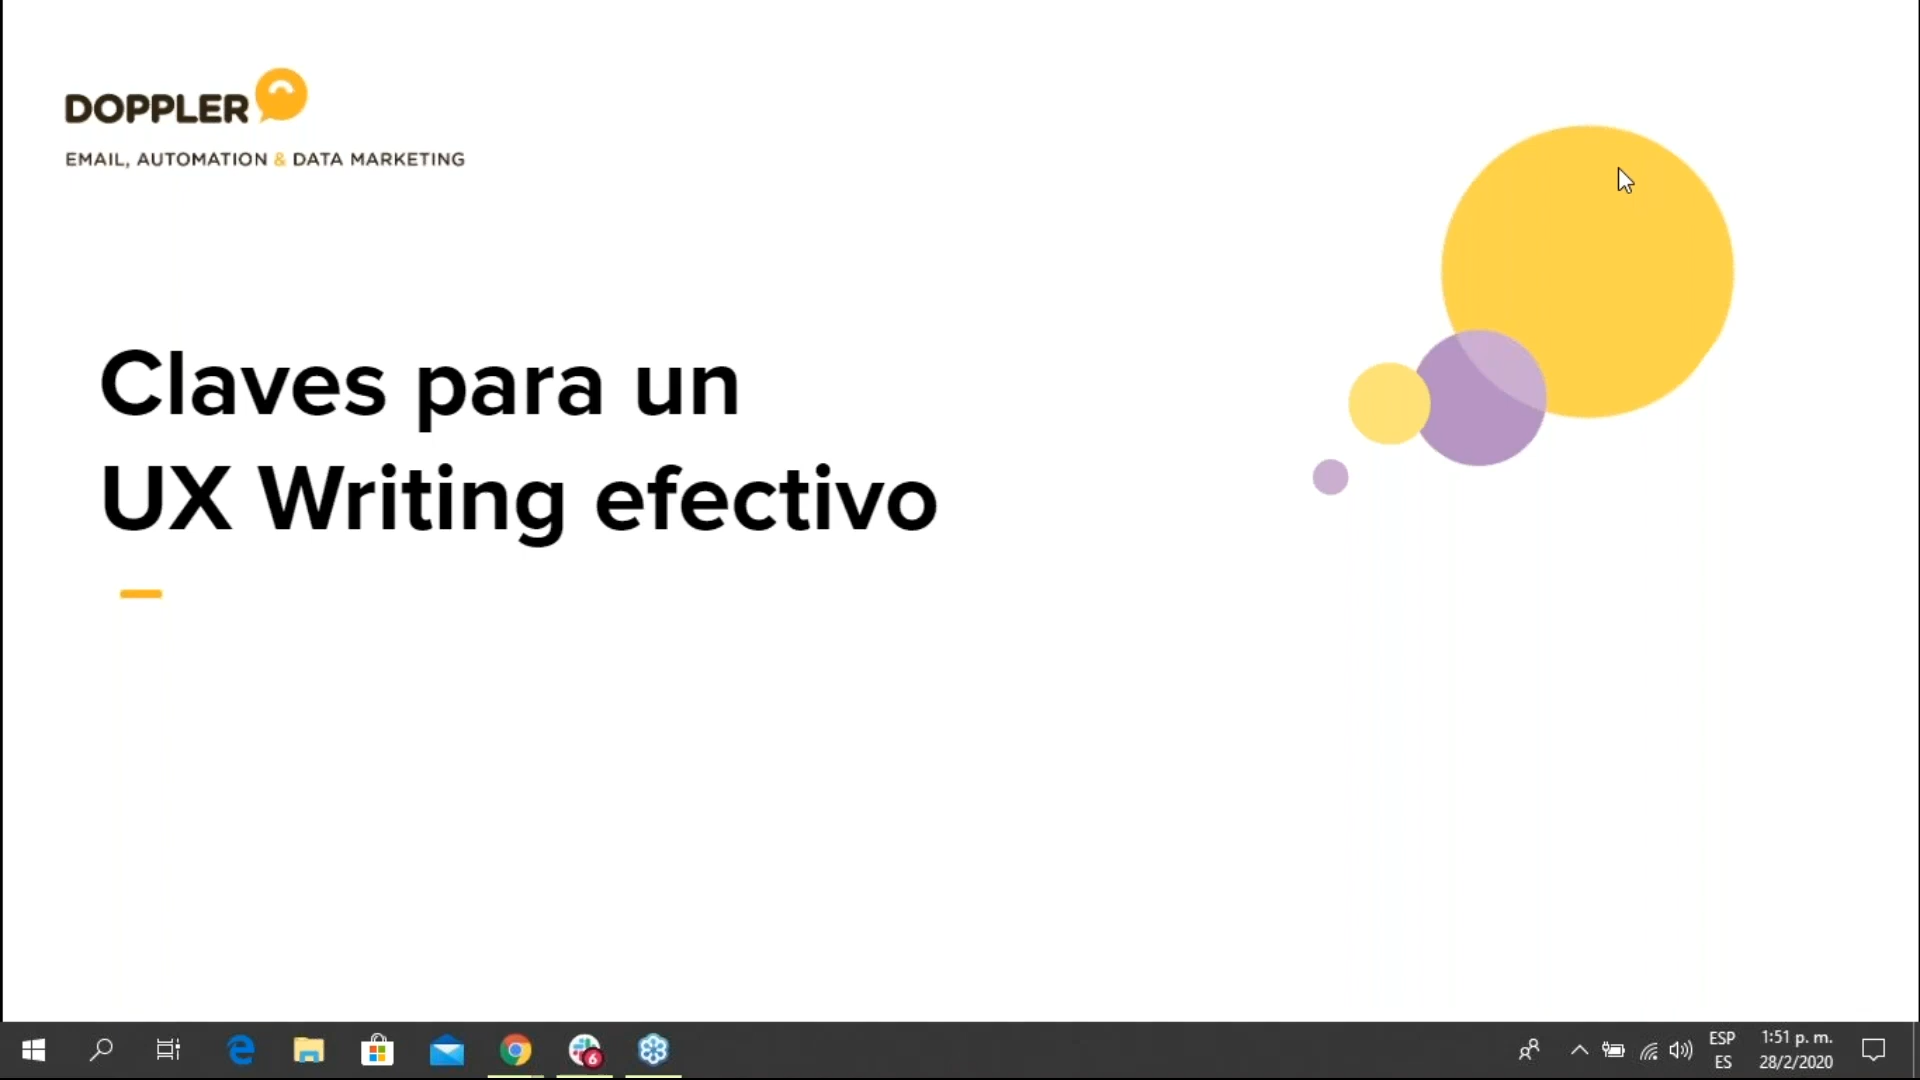 DOPPLER
EMAIL, AUTOMATION & DATA MARKETING
Claves para un
UX Writing efectivo
6
ESP
ES
1:51 p. m.
28/2/2020